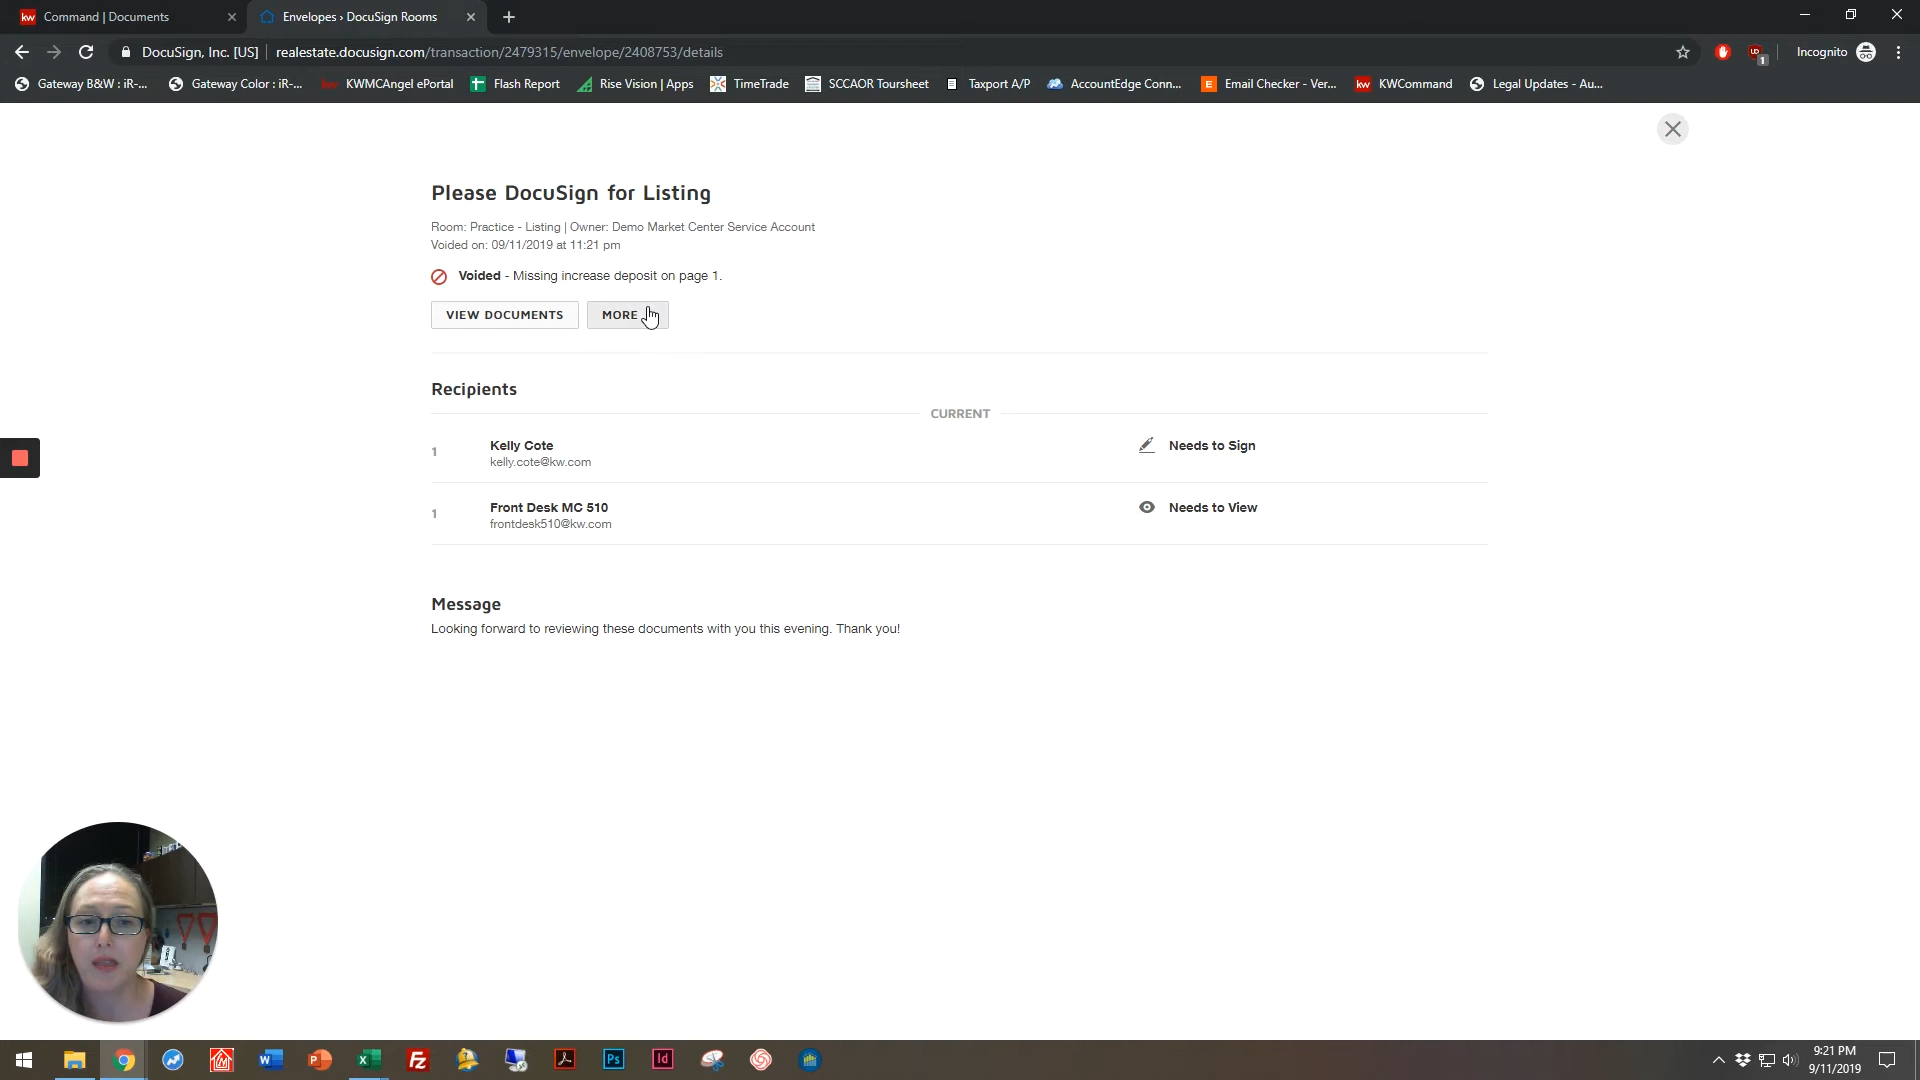 Command | Documents
Envelopes › DocuSign Rooms
DocuSign, Inc. [US]
realestate.docusign.com/transaction/2479315/envelope/2408753/details
Incognito
Gateway B&W : iR-...
Gateway Color : iR-...
KWMCAngel ePortal
Flash Report
Rise Vision | Apps
TimeTrade
SCCAOR Toursheet
Taxport A/P
AccountEdge Conn...
Email Checker - Ver...
KWCommand
Legal Updates - Au...
Please DocuSign for Listing
Room: Practice - Listing | Owner: Demo Market Center Service Account
Voided on: 09/11/2019 at 11:21 pm
Voided - Missing increase deposit on page 1.
VIEW DOCUMENTS
MORE
Recipients
CURRENT
1
Kelly Cote
kelly.cote@kw.com
Needs to Sign
1
Front Desk MC 510
frontdesk510@kw.com
Needs to View
Message
Looking forward to reviewing these documents with you this evening. Thank you!
9:21 PM
9/11/2019